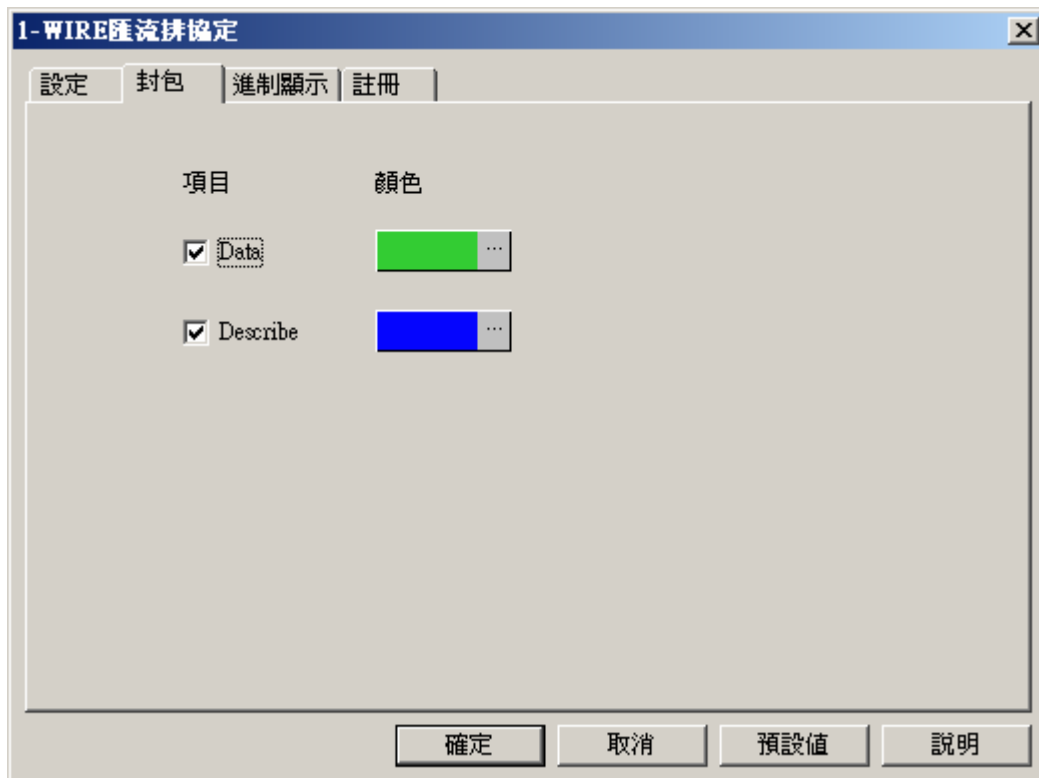 1-WIRE匯流排協定
設定 封包 進制顯示 註冊
項目 顏色
Data ...
Describe ...
確定 取消 預設值 說明